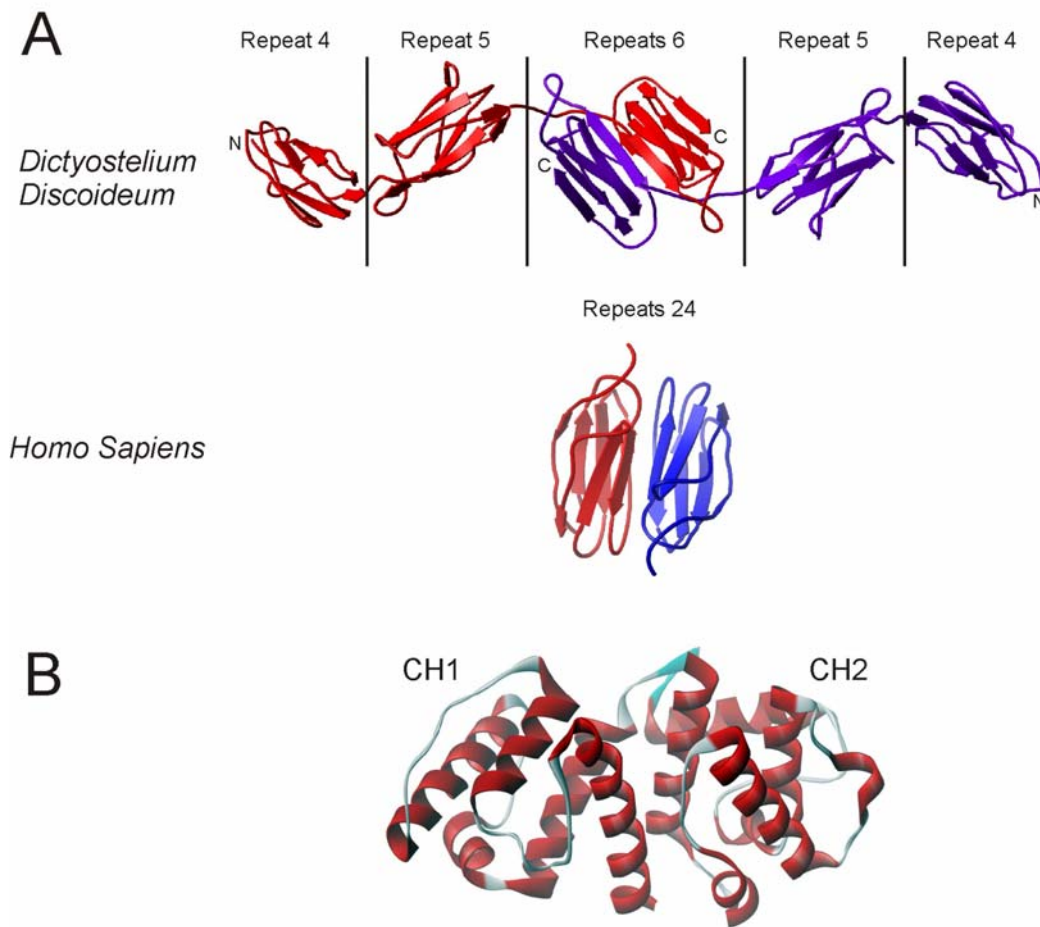 A
Repeat 4 Repeat 5 Repeats 6 Repeat 5 Repeat 4
N
C
C
N
Dictyostelium
Discoideum
Repeats 24
Homo Sapiens
B
CH1 CH2